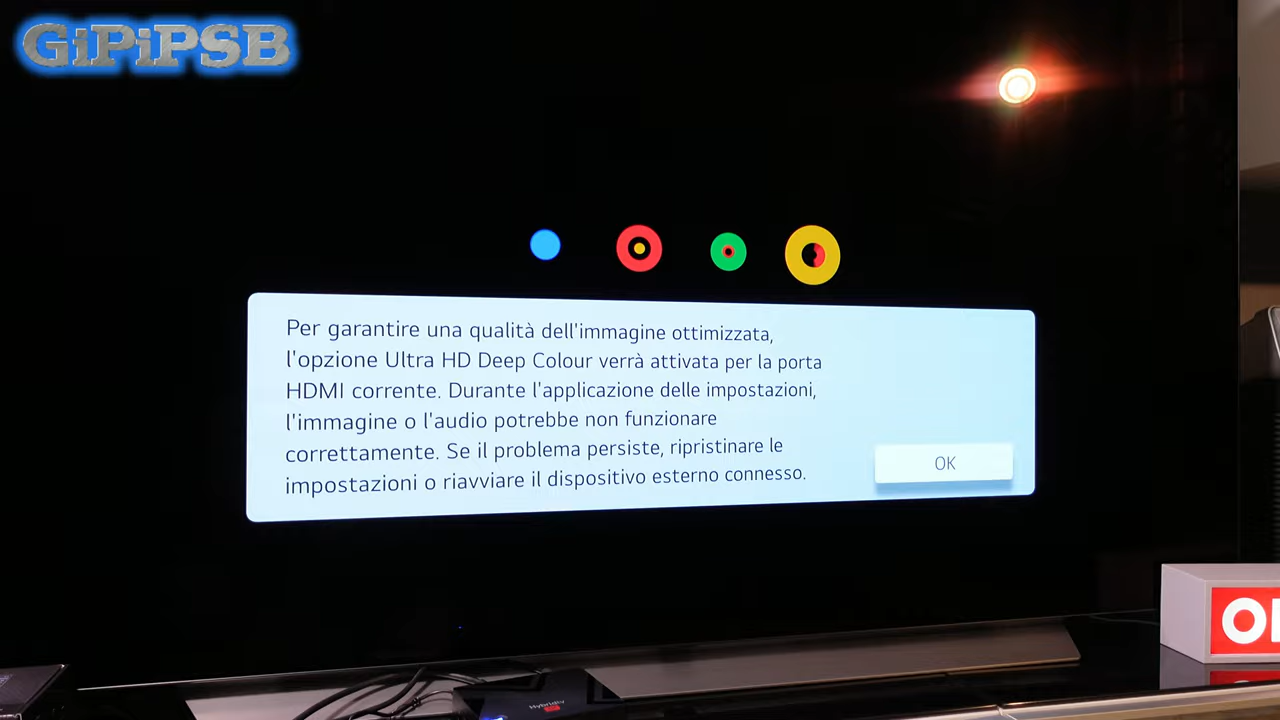 GiPiPSB
Per garantire una qualità dell'immagine ottimizzata,
l'opzione Ultra HD Deep Colour verrà attivata per la porta
HDMI corrente. Durante l'applicazione delle impostazioni,
l'immagine o l'audio potrebbe non funzionare
correttamente. Se il problema persiste, ripristinare le
impostazioni o riavviare il dispositivo esterno connesso.
OK